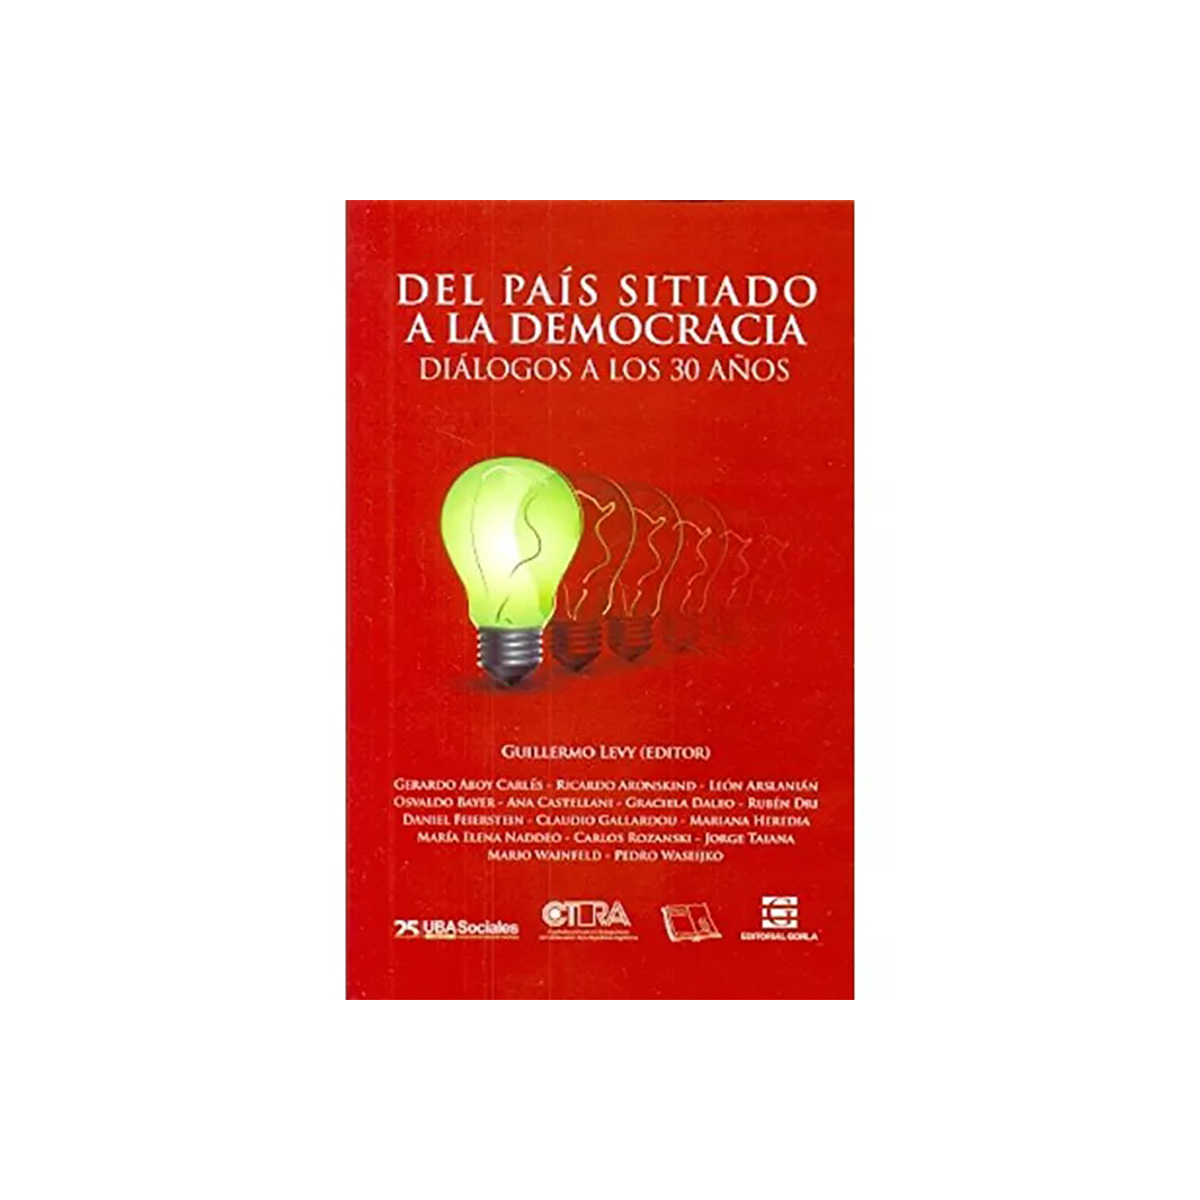 DEL PAÍS SITIADO
A LA DEMOCRACIA
DIÁLOGOS A LOS 30 AÑOS
GUILLERMO LEVY (EDITOR)
GERARDO ABOY CARLÉS - RICARDO ARONSKIND - LEÓN ARSLANIÁN
OSVALDO BAYER - ANA CASTELLANI - GRACIELA DALEO - RUBÉN DRI
DANIEL FEIERSTEIN - CLAUDIO GALLARDOU - MARIANA HEREDIA
MARÍA ELENA NADDEO - CARLOS ROZANSKI - JORGE TAIANA
MARIO WAINFELD - PEDRO WASEIJKO
25 UBASociales
CTERA
EDITORIAL GORLA